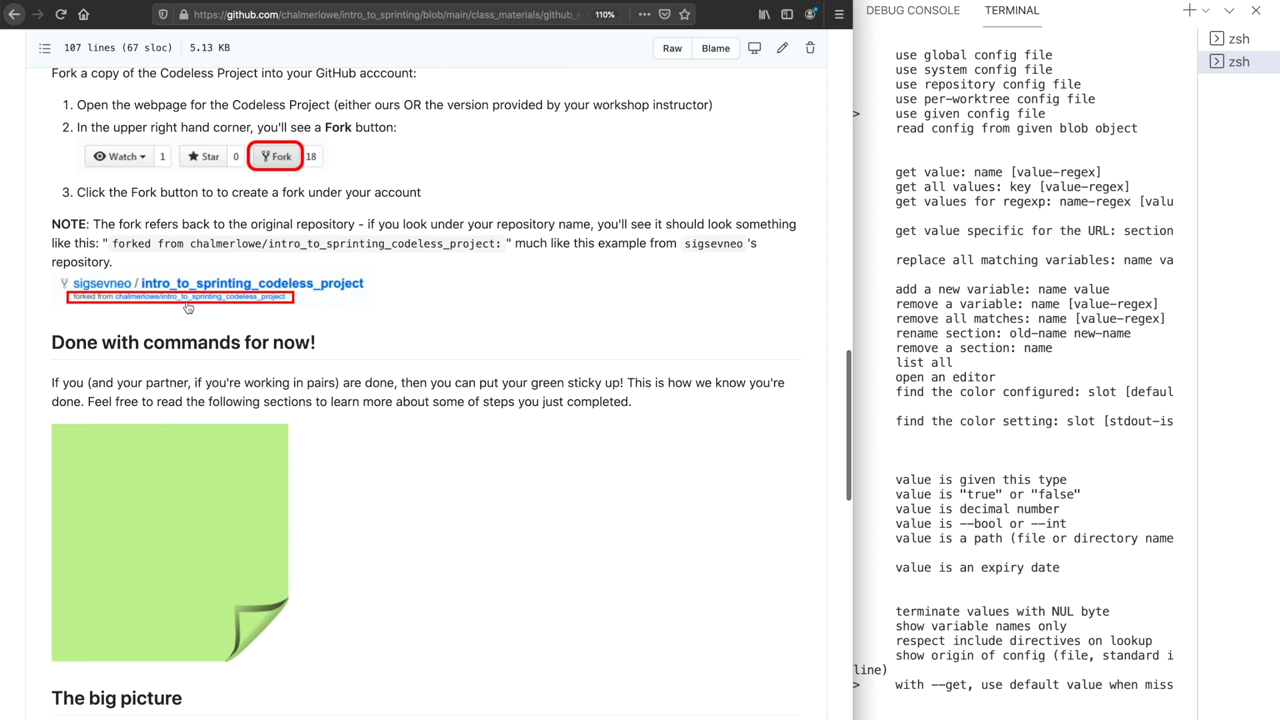 https://github.com/chalmerlowe/intro_to_sprinting/blob/main/class_materials/github_s
110%
107 lines (67 sloc) 5.13 KB
Raw
Blame
Fork a copy of the Codeless Project into your GitHub acccount:
1. Open the webpage for the Codeless Project (either ours OR the version provided by your workshop instructor)
2. In the upper right hand corner, you'll see a Fork button:
Watch 1 Star 0 Fork 18
3. Click the Fork button to to create a fork under your account
NOTE: The fork refers back to the original repository - if you look under your repository name, you'll see it should look something
like this: " forked from chalmerlowe/intro_to_sprinting_codeless_project: " much like this example from sigsevneo 's
repository.
sigsevneo / intro_to_sprinting_codeless_project
forked from chalmerlowe/intro_to_sprinting_codeless_project
Done with commands for now!
If you (and your partner, if you're working in pairs) are done, then you can put your green sticky up! This is how we know you're
done. Feel free to read the following sections to learn more about some of steps you just completed.
The big picture
DEBUG CONSOLE
TERMINAL
zsh
zsh
use global config file
use system config file
use repository config file
use per-worktree config file
> use given config file
read config from given blob object
get value: name [value-regex]
get all values: key [value-regex]
get values for regexp: name-regex [valu
get value specific for the URL: section
replace all matching variables: name va
add a new variable: name value
remove a variable: name [value-regex]
remove all matches: name [value-regex]
rename section: old-name new-name
remove a section: name
list all
open an editor
find the color configured: slot [defaul
find the color setting: slot [stdout-is
value is given this type
value is "true" or "false"
value is decimal number
value is --bool or --int
value is a path (file or directory name
value is an expiry date
terminate values with NUL byte
show variable names only
respect include directives on lookup
show origin of config (file, standard i
line)
> with --get, use default value when miss